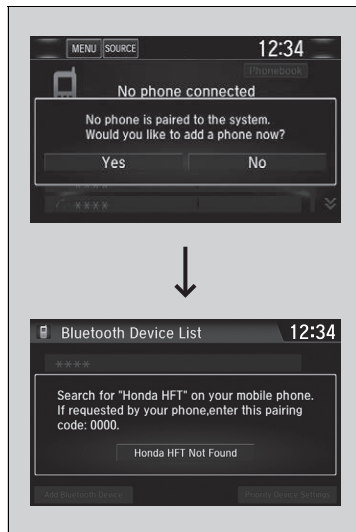 MENU SOURCE 12:34
Phonebook
No phone connected
No phone is paired to the system.
Would you like to add a phone now?
Yes No
****
****
Bluetooth Device List 12:34
****
Search for "Honda HFT" on your mobile phone.
If requested by your phone,enter this pairing
code: 0000.
Honda HFT Not Found
Add Bluetooth Device Priority Device Settings